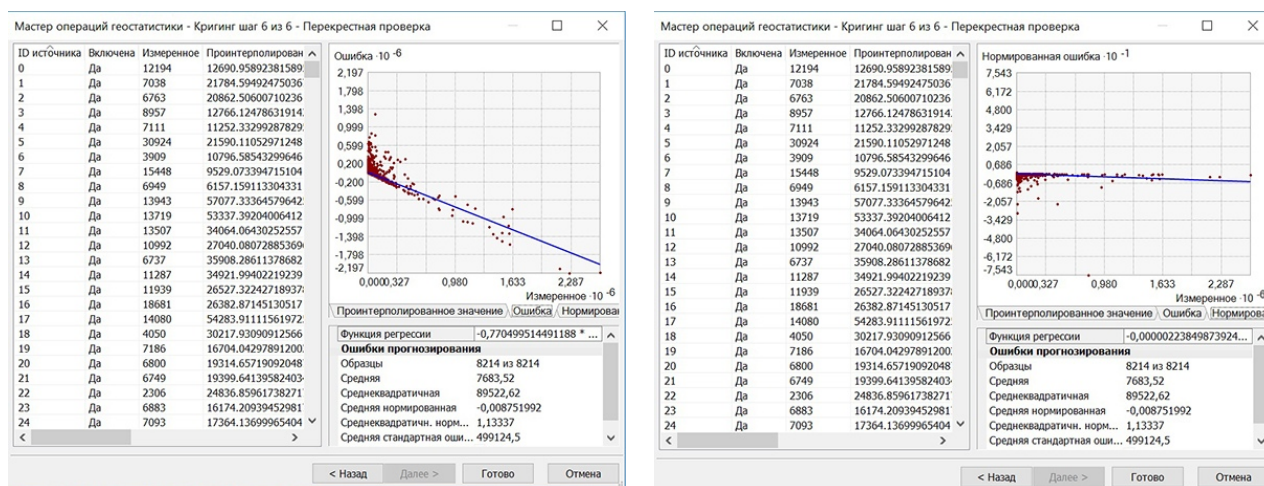 Мастер операций геостатистики - Кригинг шаг 6 из 6 - Перекрестная проверка
ID источника Включена Измеренное Проинтерполирован
0 Да 12194 12690.95892381589
1 Да 7038 21784.59492475036
2 Да 6763 20862.50600710236
3 Да 8957 12766.12478631914
4 Да 7111 11252.33299287829
5 Да 30924 21590.11052971248
6 Да 3909 10796.58543299646
7 Да 15448 9529.073394715104
8 Да 6949 6157.159113304331
9 Да 13943 57077.33364579642
10 Да 13719 53337.39204006412
11 Да 13507 34064.06430252557
12 Да 10992 27040.08072885369
13 Да 6737 35908.28611378682
14 Да 11287 34921.99402219239
15 Да 11939 26527.32242718937
16 Да 18681 26382.87145130517
17 Да 14080 54283.91111561972
18 Да 4050 30217.93090912566
19 Да 7186 16704.04297891200
20 Да 6800 19314.65719092048
21 Да 6749 19399.64139582403
22 Да 2306 24836.85961738271
23 Да 6883 16174.20939452981
24 Да 7093 17364.13699965404
Ошибка ·10 -6
2,197
1,798
1,398
0,999
0,599
0,200
-0,200
-0,599
-0,999
-1,398
-1,798
-2,197
0,000 0,327 0,980 1,633 2,287
Измеренное ·10 -6
Проинтерполированное значение Ошибка Нормирован
Функция регрессии -0,770499514491188 * ...
Ошибки прогнозирования
Образцы 8214 из 8214
Средняя 7683,52
Среднеквадратичная 89522,62
Средняя нормированная -0,008751992
Среднеквадратичн. норм... 1,13337
Средняя стандартная оши... 499124,5
< Назад Далее > Готово Отмена
Мастер операций геостатистики - Кригинг шаг 6 из 6 - Перекрестная проверка
ID источника Включена Измеренное Проинтерполирован
0 Да 12194 12690.95892381589
1 Да 7038 21784.59492475036
2 Да 6763 20862.50600710236
3 Да 8957 12766.12478631914
4 Да 7111 11252.33299287829
5 Да 30924 21590.11052971248
6 Да 3909 10796.58543299646
7 Да 15448 9529.073394715104
8 Да 6949 6157.159113304331
9 Да 13943 57077.33364579642
10 Да 13719 53337.39204006412
11 Да 13507 34064.06430252557
12 Да 10992 27040.08072885369
13 Да 6737 35908.28611378682
14 Да 11287 34921.99402219239
15 Да 11939 26527.32242718937
16 Да 18681 26382.87145130517
17 Да 14080 54283.91111561972
18 Да 4050 30217.93090912566
19 Да 7186 16704.04297891200
20 Да 6800 19314.65719092048
21 Да 6749 19399.64139582403
22 Да 2306 24836.85961738271
23 Да 6883 16174.20939452981
24 Да 7093 17364.13699965404
Нормированная ошибка ·10 -1
7,543
6,172
4,800
3,429
2,057
0,686
-0,686
-2,057
-3,429
-4,800
-6,172
-7,543
0,000 0,327 0,980 1,633 2,287
Измеренное ·10 -6
Проинтерполированное значение Ошибка Нормирова
Функция регрессии -0,00000223849873924...
Ошибки прогнозирования
Образцы 8214 из 8214
Средняя 7683,52
Среднеквадратичная 89522,62
Средняя нормированная -0,008751992
Среднеквадратичн. норм... 1,13337
Средняя стандартная оши... 499124,5
< Назад Далее > Готово Отмена